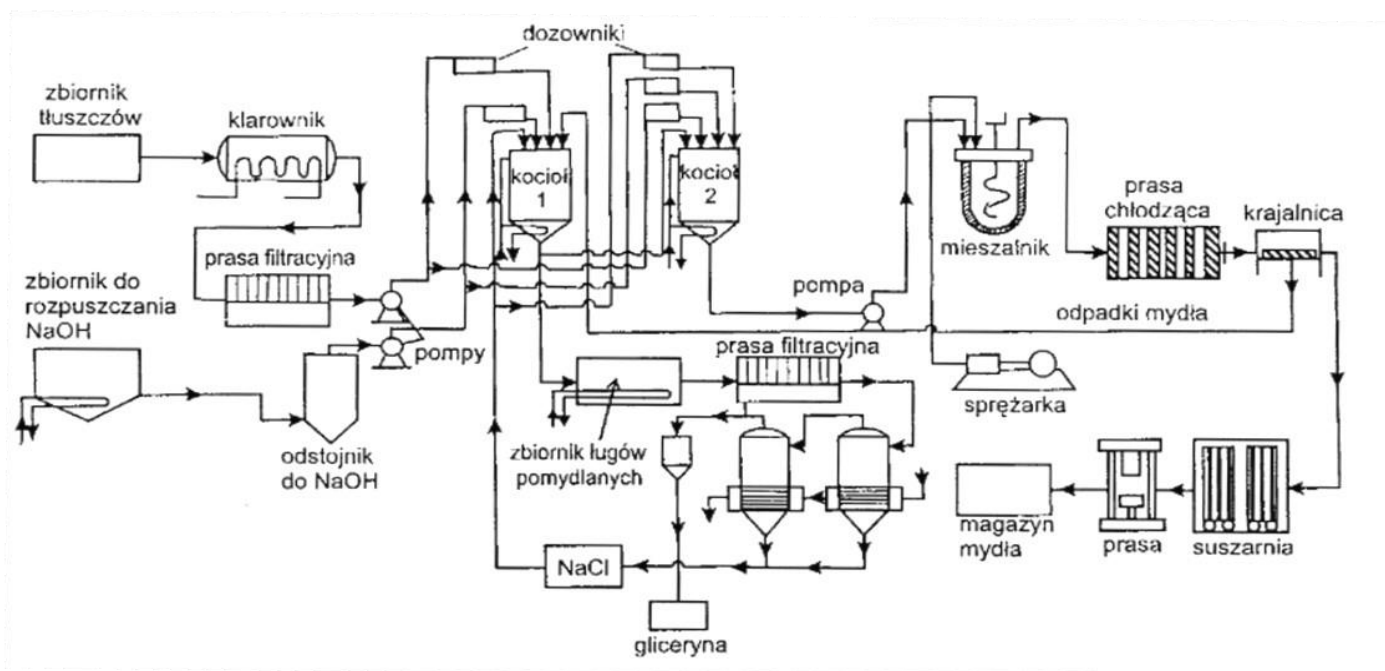 dozowniki
zbiornik
tłuszczów
klarownik
kocioł
1
kocioł
2
mieszalnik
prasa
chłodząca
krajalnica
prasa filtracyjna
zbiornik do
rozpuszczania
NaOH
pompy
pompa
odpadki mydła
prasa filtracyjna
sprężarka
odstojnik
do NaOH
zbiornik ługów
pomydlanych
magazyn
mydła
prasa
suszarnia
NaCl
gliceryna